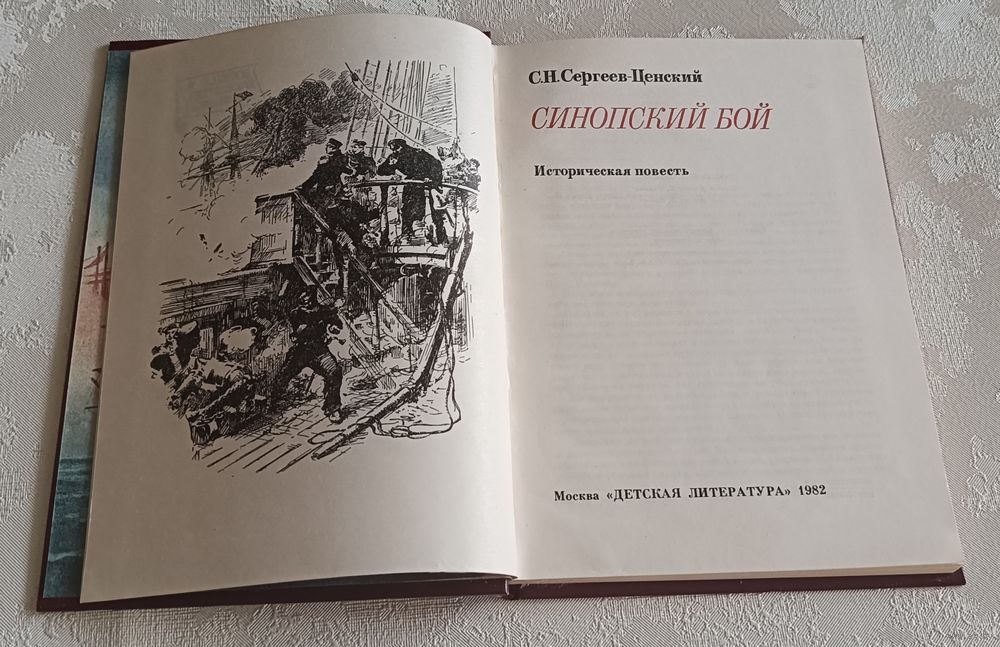 С.Н. Сергеев-Ценский
СИНОПСКИЙ БОЙ
Историческая повесть
Москва «ДЕТСКАЯ ЛИТЕРАТУРА» 1982